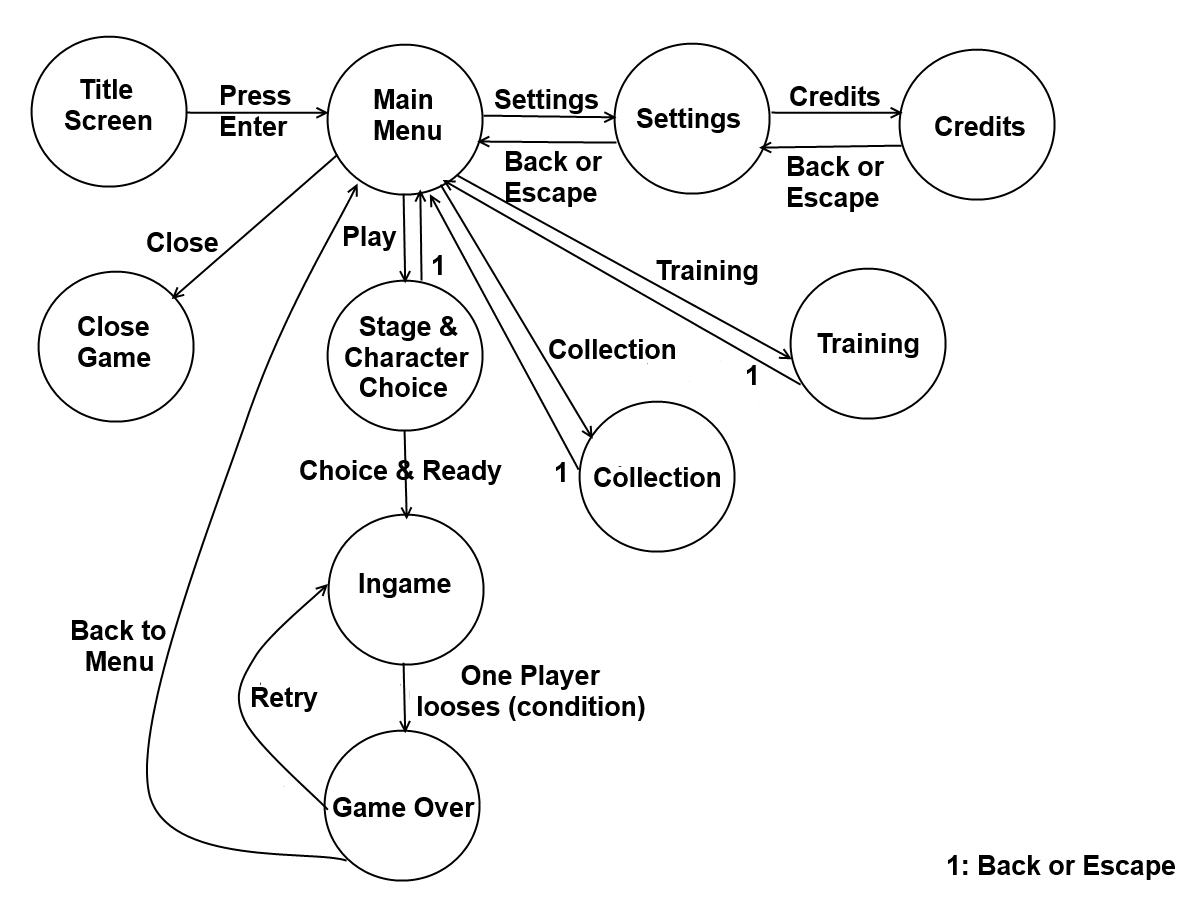 Title
Screen
Press
Enter
Main
Menu
Settings
Back or
Escape
Settings
Credits
Back or
Escape
Credits
Close
Close
Game
Play
1
Stage &
Character
Choice
Collection
1
Collection
Training
1
Training
Choice & Ready
Ingame
Back to
Menu
Retry
One Player
looses (condition)
Game Over
1: Back or Escape